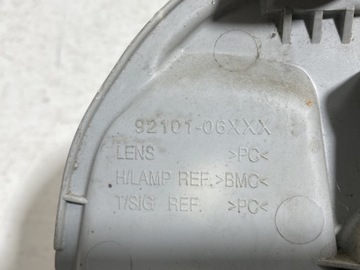 92101-06XXX
LENS >PC<
H/LAMP REF. >BMC<
T/SIG REF. >PC<